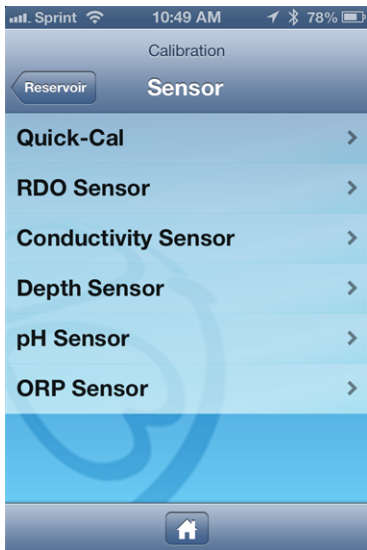 Sprint 10:49 AM 78%
Calibration
Reservoir Sensor
Quick-Cal
RDO Sensor
Conductivity Sensor
Depth Sensor
pH Sensor
ORP Sensor